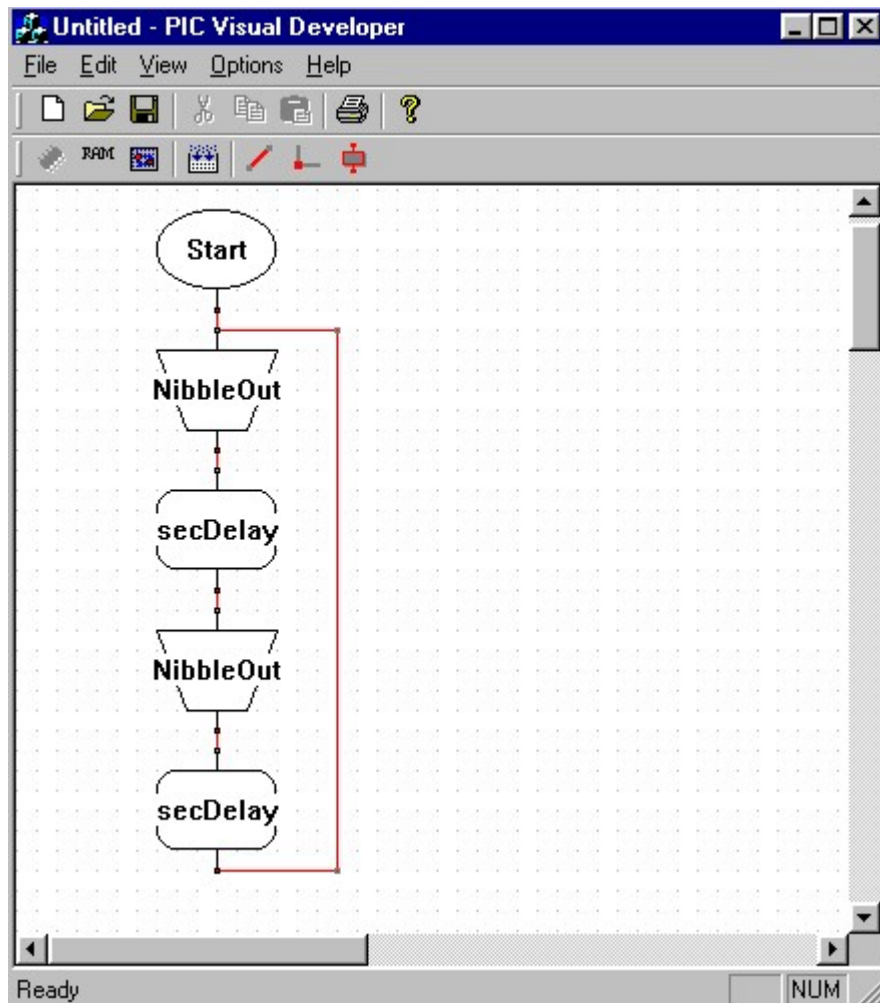 Untitled - PIC Visual Developer
File Edit View Options Help
RAM
Start
NibbleOut
secDelay
NibbleOut
secDelay
Ready
NUM